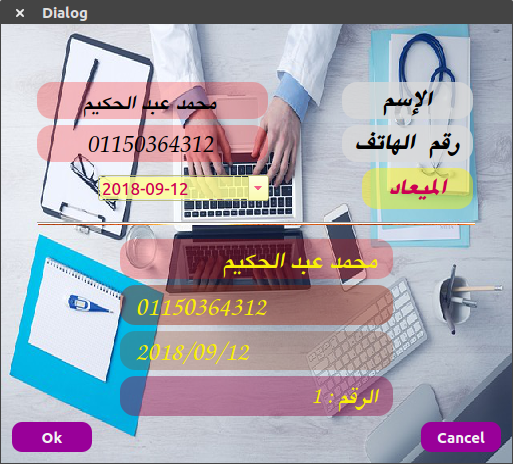 Dialog
الإسم محمد عبد الحكيم
رقم الهاتف 01150364312
الميعاد 2018-09-12
محمد عبد الحكيم
01150364312
2018/09/12
الرقم : 1
Ok Cancel